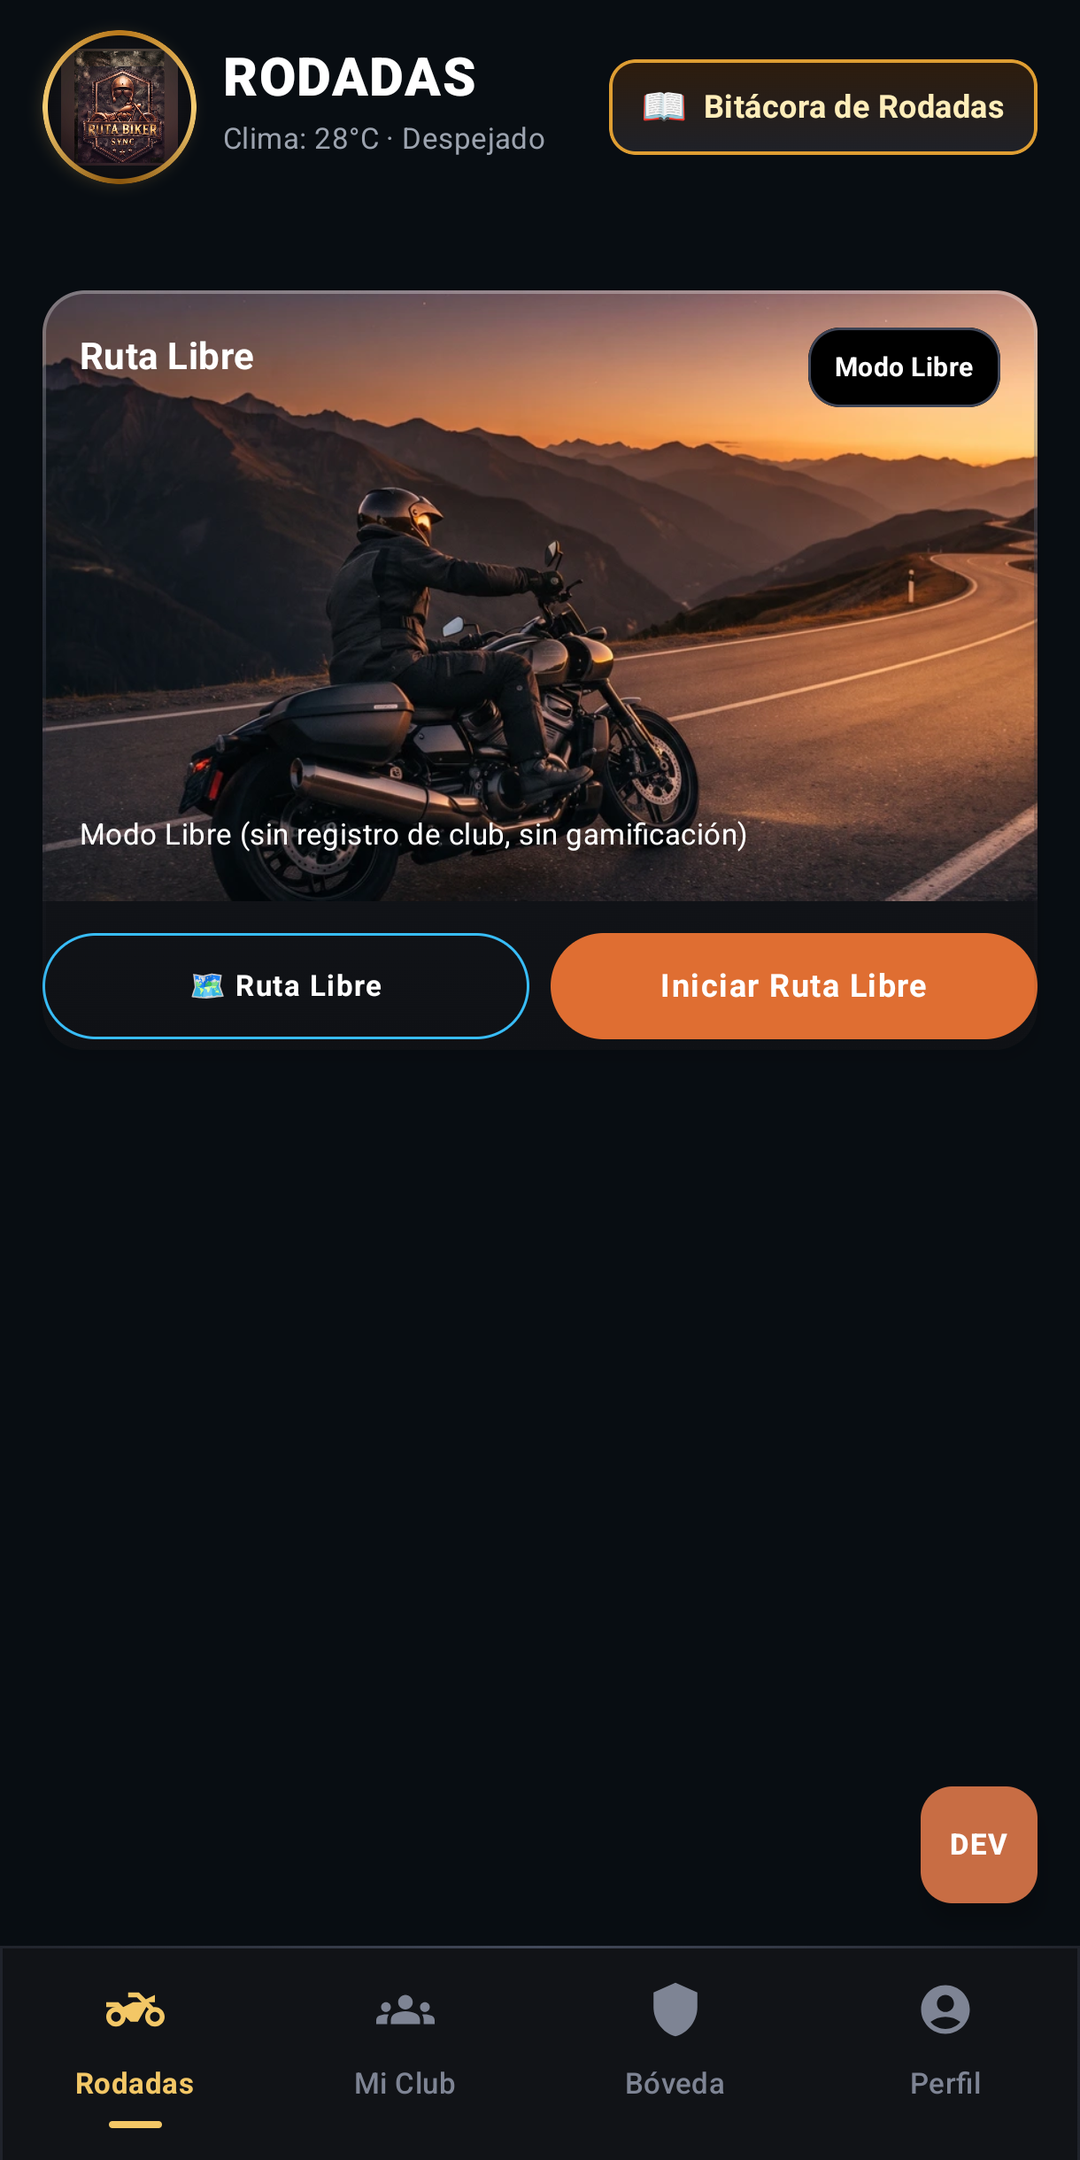 RUTA BIKER
SYNC
RODADAS
Clima: 28°C · Despejado
Bitácora de Rodadas
Ruta Libre
Modo Libre
Modo Libre (sin registro de club, sin gamificación)
Ruta Libre
Iniciar Ruta Libre
DEV
Rodadas
Mi Club
Bóveda
Perfil